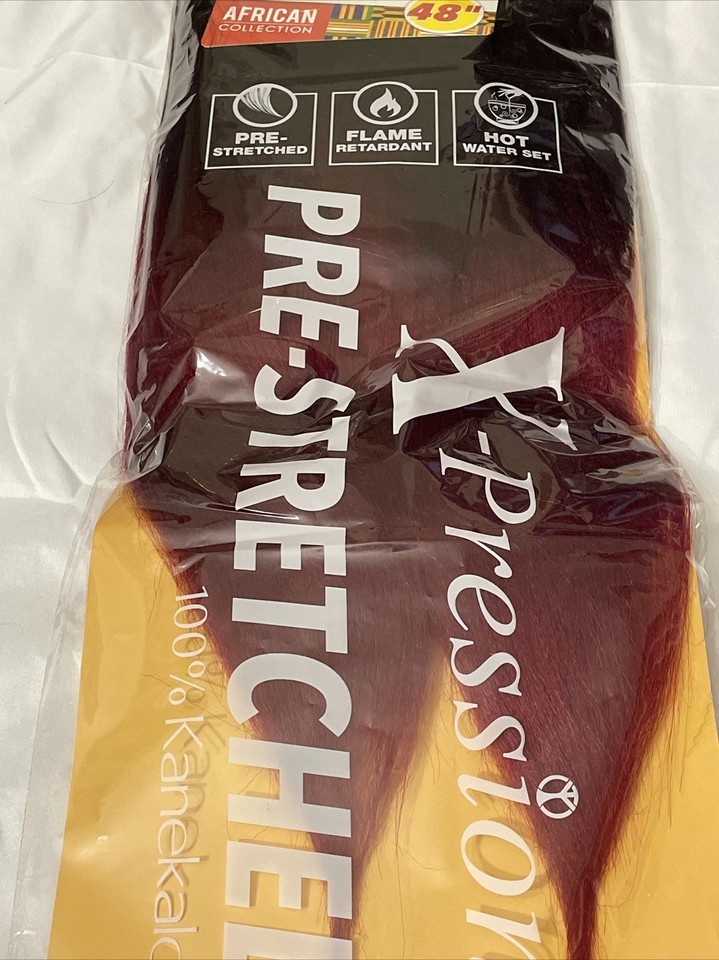 AFRICAN
COLLECTION
48"
PRE-
STRETCHED
FLAME
RETARDANT
HOT
WATER SET
X-Pression
PRE-STRETCHED
100% Kanekalo